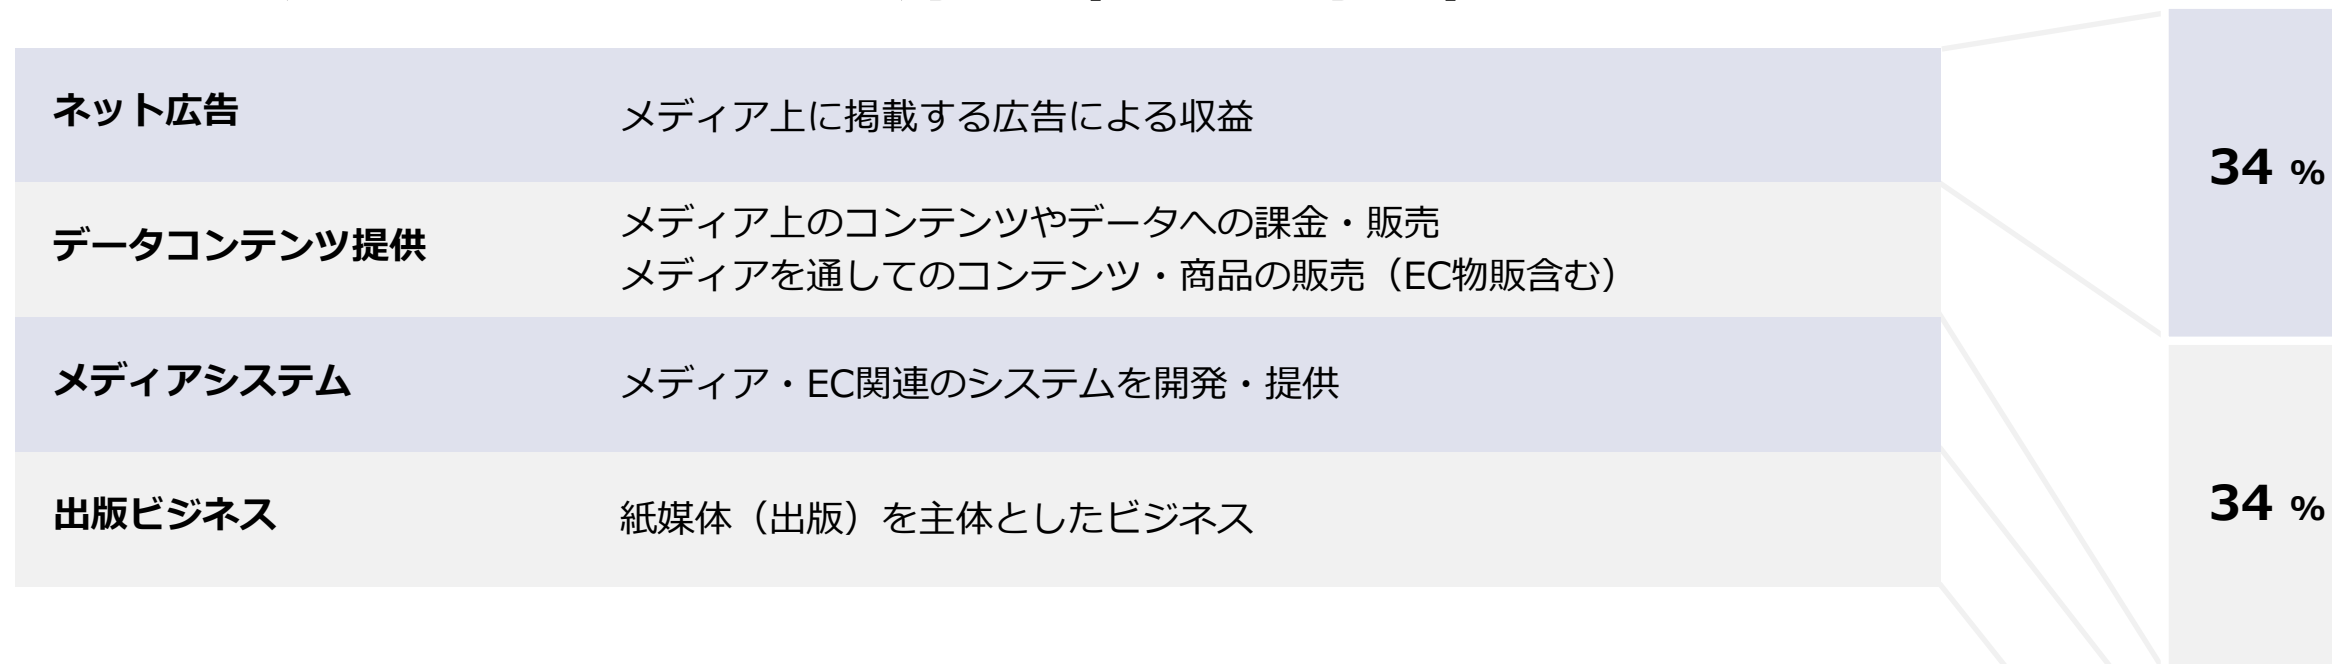 ネット広告
メディア上に掲載する広告による収益
34 %
データコンテンツ提供
メディア上のコンテンツやデータへの課金・販売
メディアを通してのコンテンツ・商品の販売（EC物販含む）
メディアシステム
メディア・EC関連のシステムを開発・提供
34 %
出版ビジネス
紙媒体（出版）を主体としたビジネス